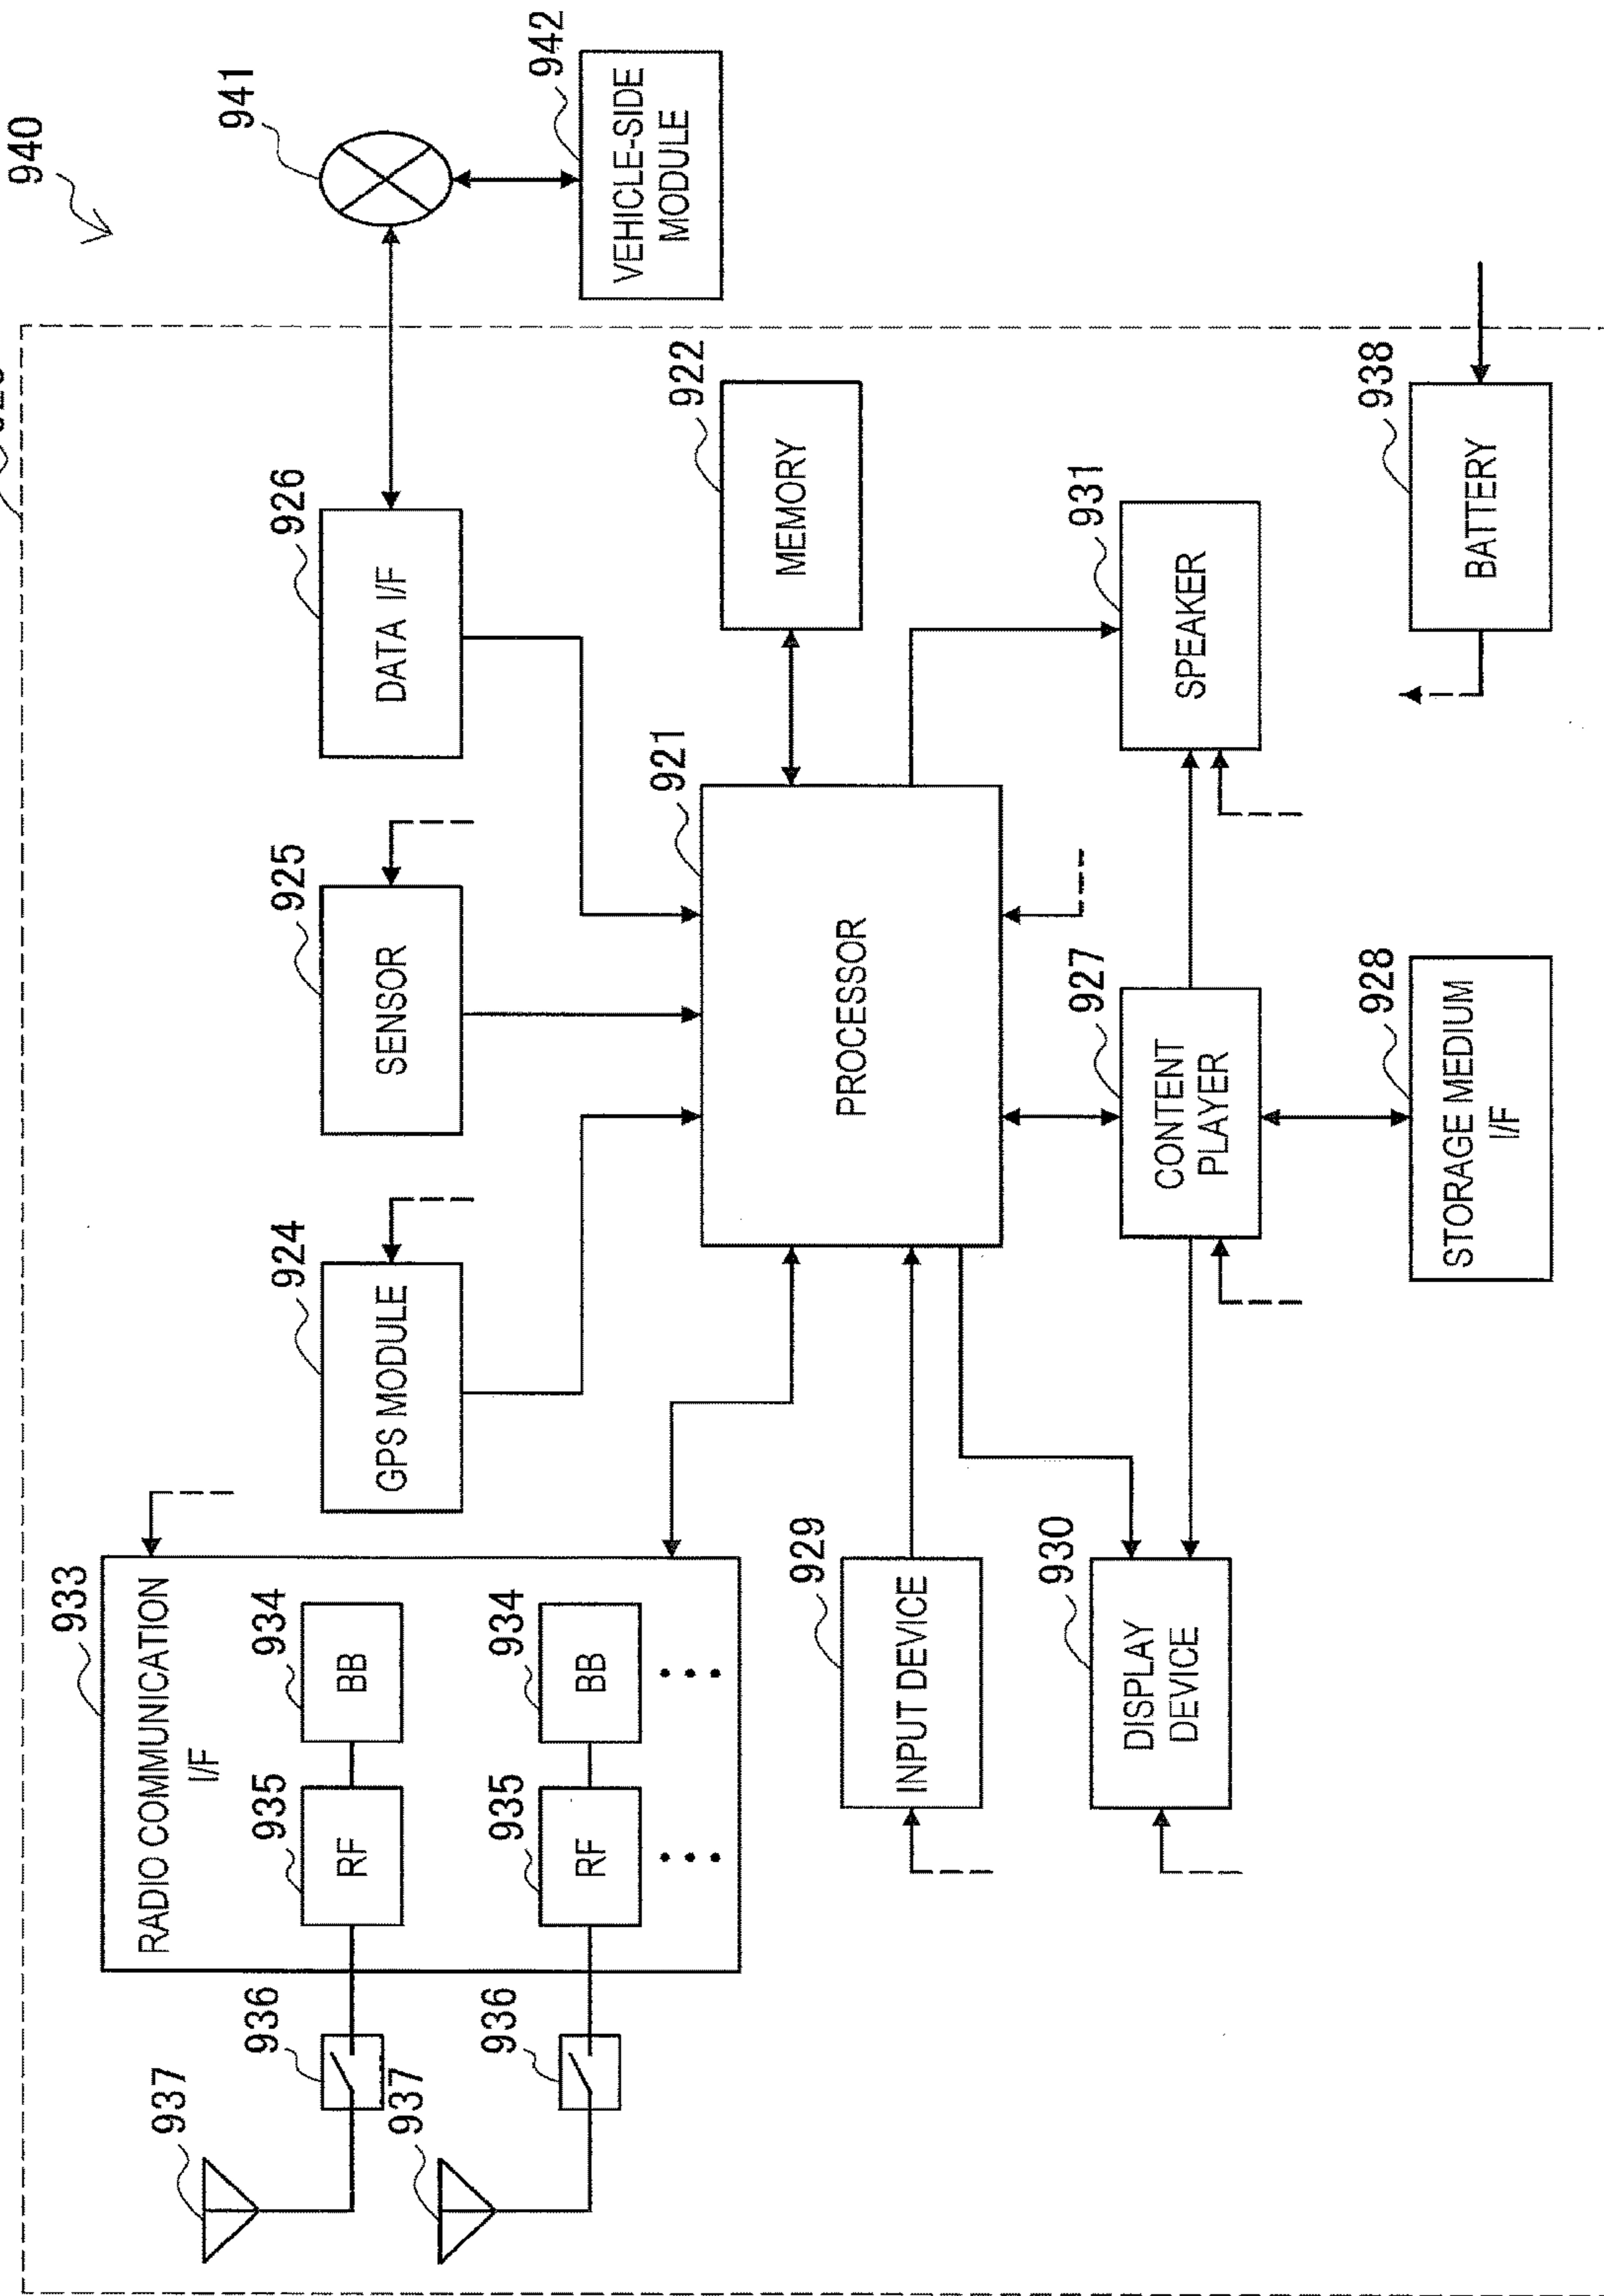 940
941
942
VEHICLE-SIDE
MODULE
933
RADIO COMMUNICATION
I/F
934
BB
935
RF
934
BB
935
RF
936
936
937
937
924
GPS MODULE
925
SENSOR
926
DATA I/F
921
PROCESSOR
922
MEMORY
929
INPUT DEVICE
930
DISPLAY
DEVICE
927
CONTENT
PLAYER
931
SPEAKER
928
STORAGE MEDIUM
I/F
938
BATTERY